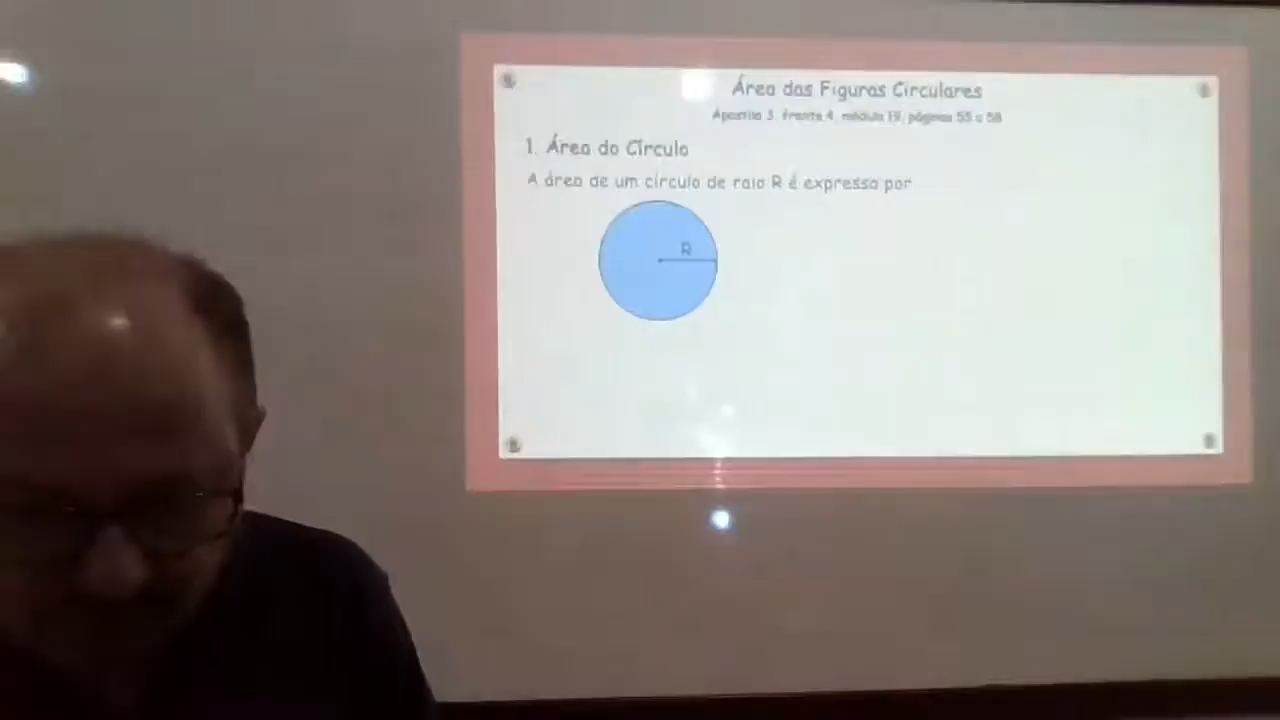 Área das Figuras Circulares
Apostila 3, frente 4, módulo 19, páginas 55 a 58
1. Área do Círculo
A área de um círculo de raio R é expressa por
R